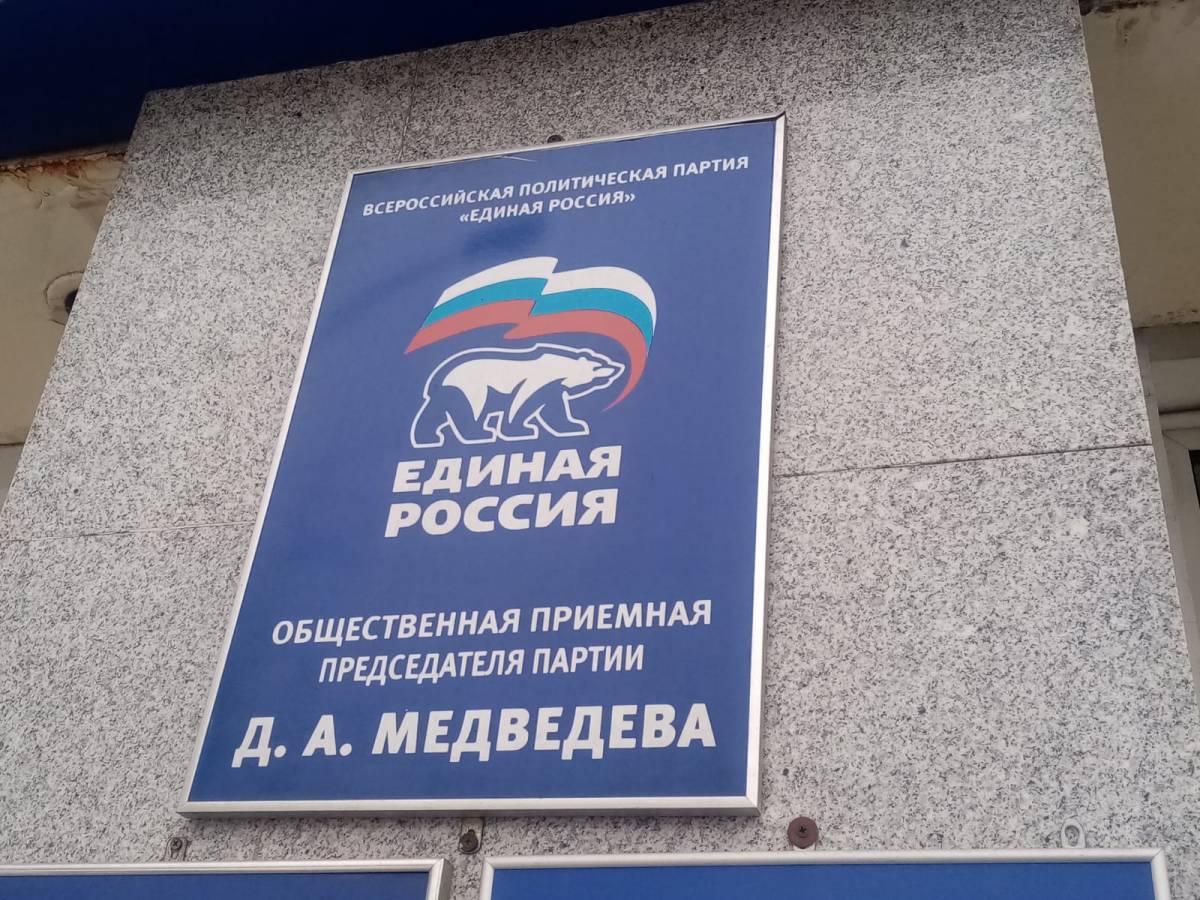 ВСЕРОССИЙСКАЯ ПОЛИТИЧЕСКАЯ ПАРТИЯ
«ЕДИНАЯ РОССИЯ»
ЕДИНАЯ
РОССИЯ
ОБЩЕСТВЕННАЯ ПРИЕМНАЯ
ПРЕДСЕДАТЕЛЯ ПАРТИИ
Д. А. МЕДВЕДЕВА